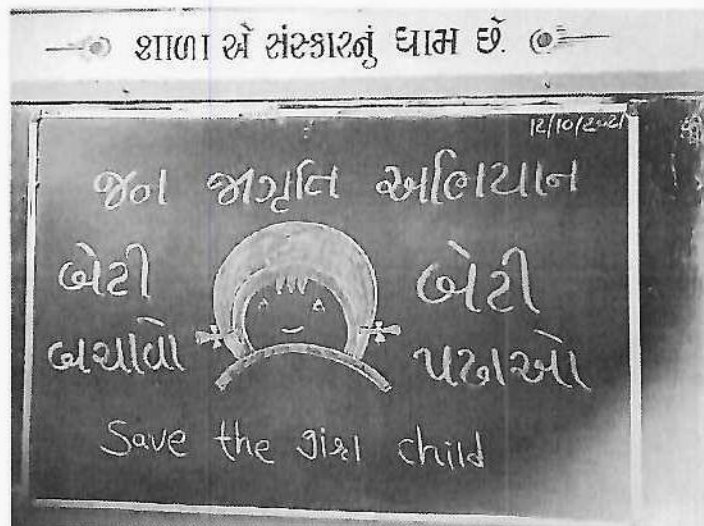 શાળા એ સંસ્કારનું ધામ છે.
12/10/2021
જન જાગૃતિ અભિયાન
બેટી બચાવો
બેટી પઢાઓ
Save the girl child